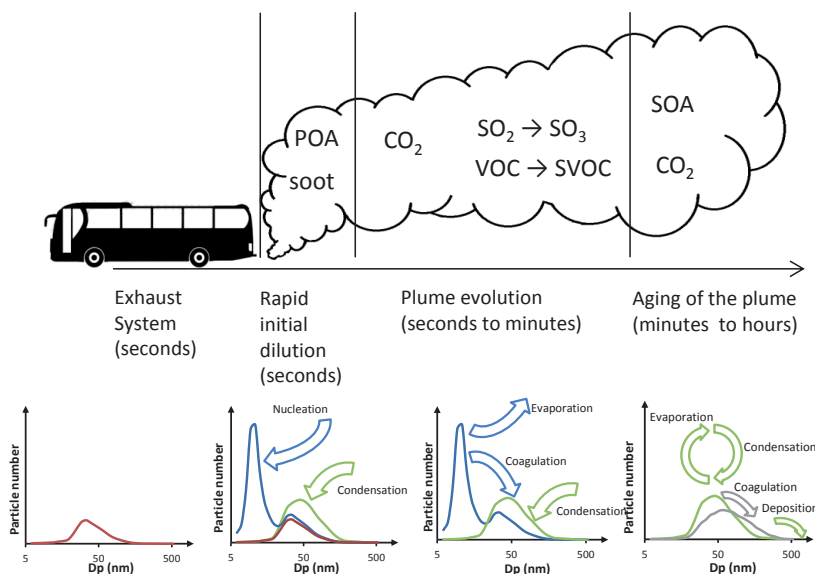 POA
soot
CO₂
SO₂ → SO₃
VOC → SVOC
SOA
CO₂
Exhaust
System
(seconds)
Rapid
initial
dilution
(seconds)
Plume evolution
(seconds to minutes)
Aging of the plume
(minutes to hours)
Particle number
5
50
500
Dp (nm)
Particle number
Nucleation
Condensation
5
50
500
Dp (nm)
Particle number
Evaporation
Coagulation
Condensation
5
50
500
Dp (nm)
Particle number
Evaporation
Condensation
Coagulation
Deposition
5
50
500
Dp (nm)